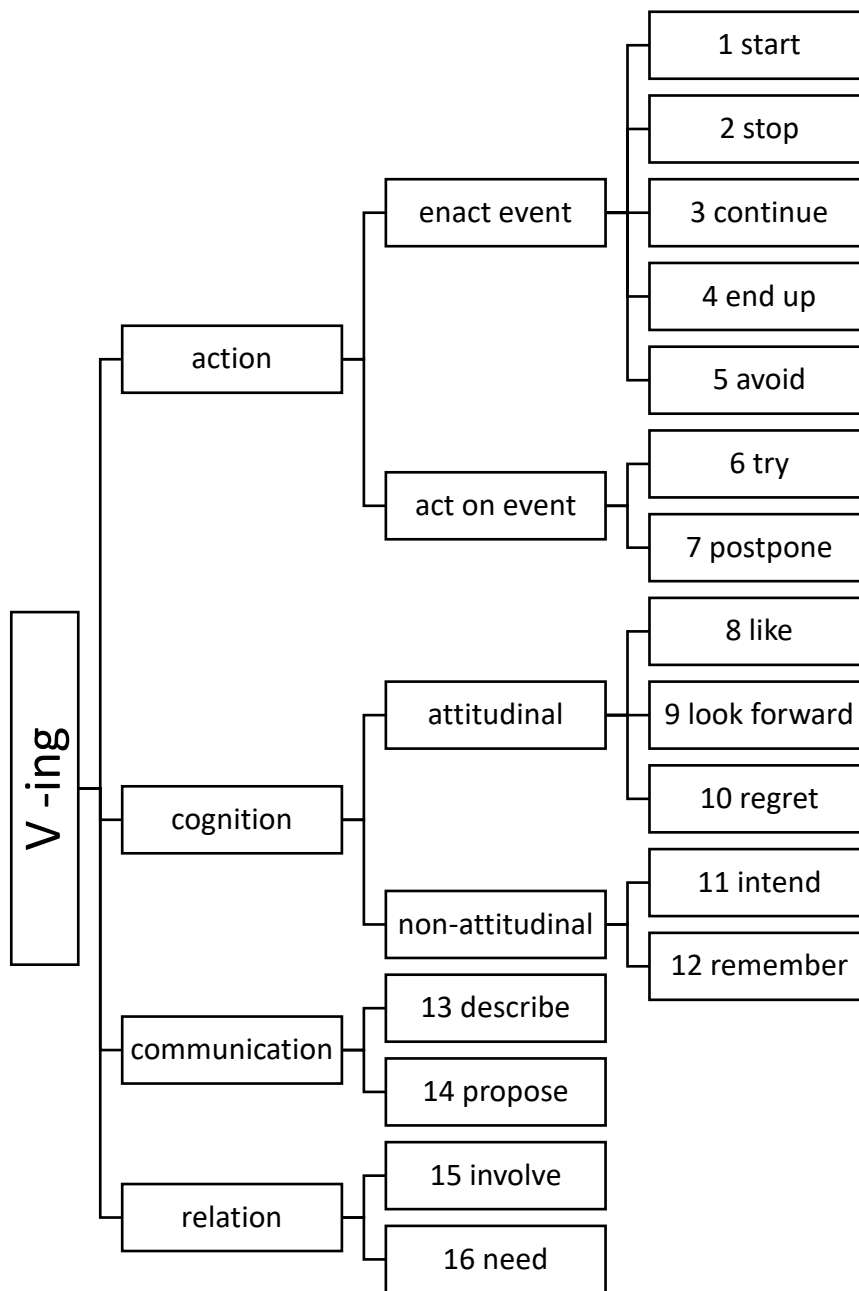 V -ing
action
enact event
1 start
2 stop
3 continue
4 end up
5 avoid
act on event
6 try
7 postpone
cognition
attitudinal
8 like
9 look forward
10 regret
non-attitudinal
11 intend
12 remember
communication
13 describe
14 propose
relation
15 involve
16 need